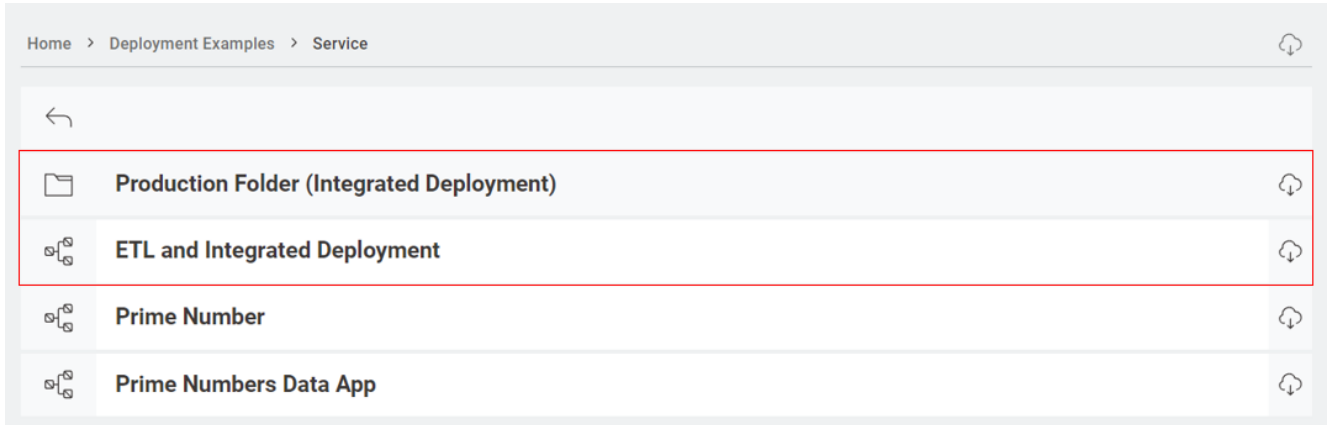 Home > Deployment Examples > Service
Production Folder (Integrated Deployment)
ETL and Integrated Deployment
Prime Number
Prime Numbers Data App